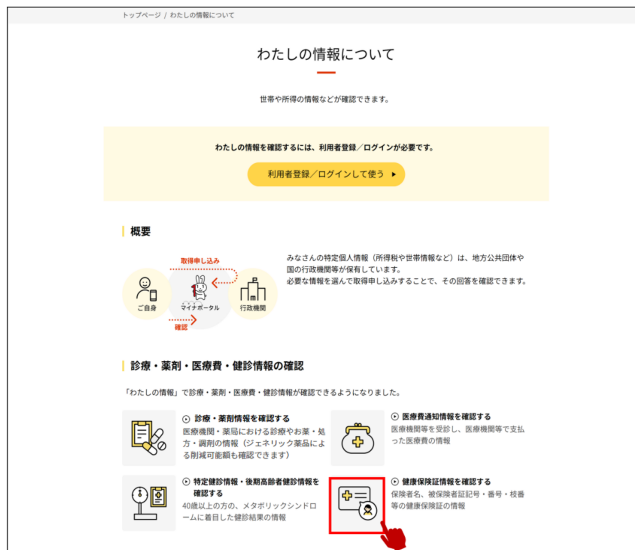 トップページ / わたしの情報について
わたしの情報について
世帯や所得の情報などが確認できます。
わたしの情報を確認するには、利用者登録／ログインが必要です。
利用者登録／ログインして使う
概要
取得申し込み
ご自身
マイナポータル
行政機関
確認
みなさんの特定個人情報（所得税や世帯情報など）は、地方公共団体や
国の行政機関等が保有しています。
必要な情報を選んで取得申し込みすることで、その回答を確認できます。
診療・薬剤・医療費・健診情報の確認
「わたしの情報」で診療・薬剤・医療費・健診情報が確認できるようになりました。
診療・薬剤情報を確認する
医療機関・薬局における診療やお薬・処
方・調剤の情報（ジェネリック薬品によ
る削減可能額も確認できます）
医療費通知情報を確認する
医療機関等を受診し、医療機関等で支払
った医療費の情報
特定健診情報・後期高齢者健診情報を
確認する
40歳以上の方の、メタボリックシンドロ
ームに着目した健診結果の情報
健康保険証情報を確認する
保険者名、被保険者証記号・番号・枝番
等の健康保険証の情報